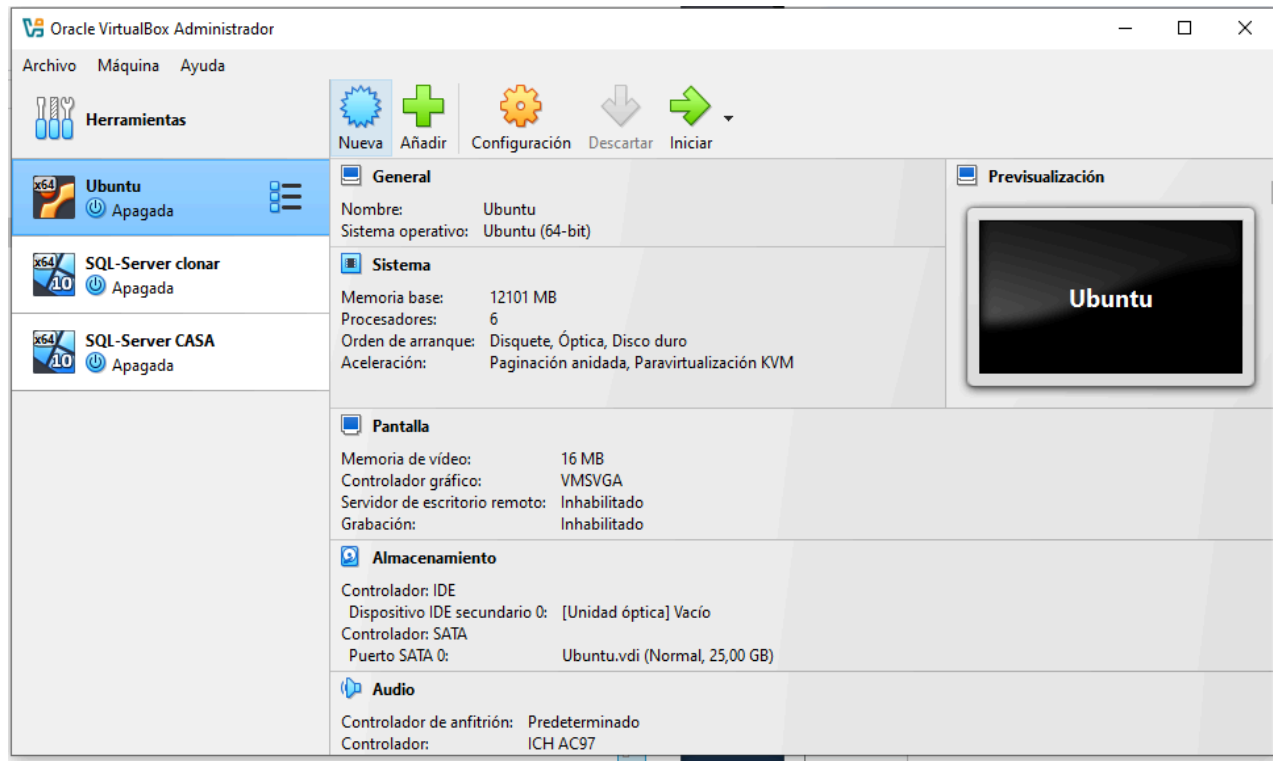 Oracle VirtualBox Administrador
Archivo Máquina Ayuda
Herramientas
Nueva Añadir Configuración Descartar Iniciar
x64 Ubuntu
Apagada
x64 10 SQL-Server clonar
Apagada
x64 10 SQL-Server CASA
Apagada
General
Nombre: Ubuntu
Sistema operativo: Ubuntu (64-bit)
Sistema
Memoria base: 12101 MB
Procesadores: 6
Orden de arranque: Disquete, Óptica, Disco duro
Aceleración: Paginación anidada, Paravirtualización KVM
Previsualización
Ubuntu
Pantalla
Memoria de vídeo: 16 MB
Controlador gráfico: VMSVGA
Servidor de escritorio remoto: Inhabilitado
Grabación: Inhabilitado
Almacenamiento
Controlador: IDE
Dispositivo IDE secundario 0: [Unidad óptica] Vacío
Controlador: SATA
Puerto SATA 0: Ubuntu.vdi (Normal, 25,00 GB)
Audio
Controlador de anfitrión: Predeterminado
Controlador: ICH AC97